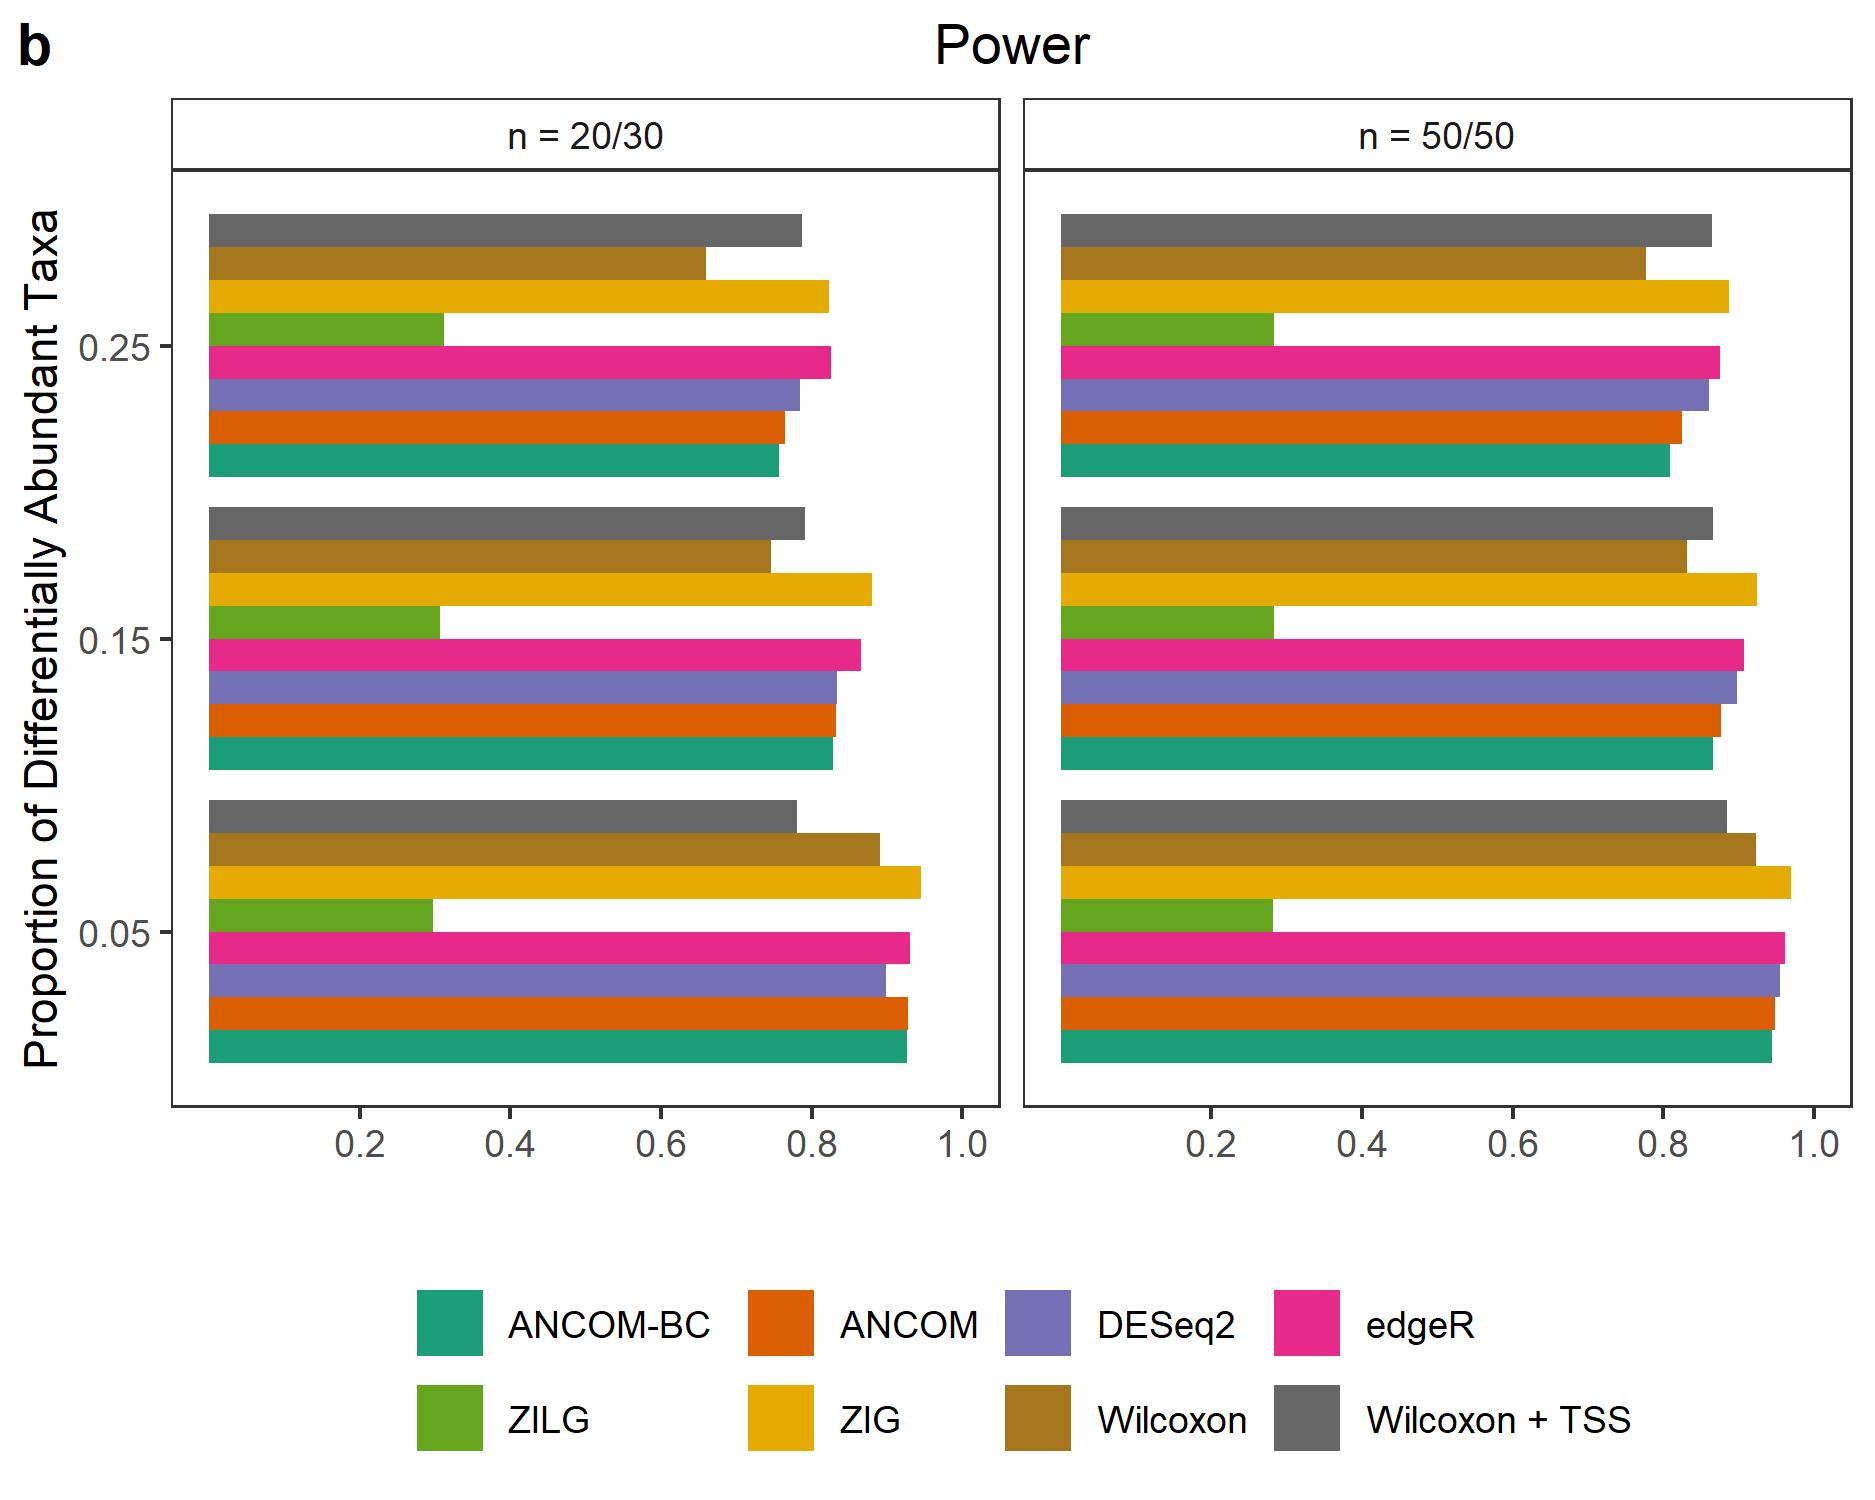 b
Power
n = 20/30
n = 50/50
Proportion of Differentially Abundant Taxa
0.25
0.15
0.05
0.2 0.4 0.6 0.8 1.0
0.2 0.4 0.6 0.8 1.0
ANCOM-BC ANCOM DESeq2 edgeR
ZILG ZIG Wilcoxon Wilcoxon + TSS